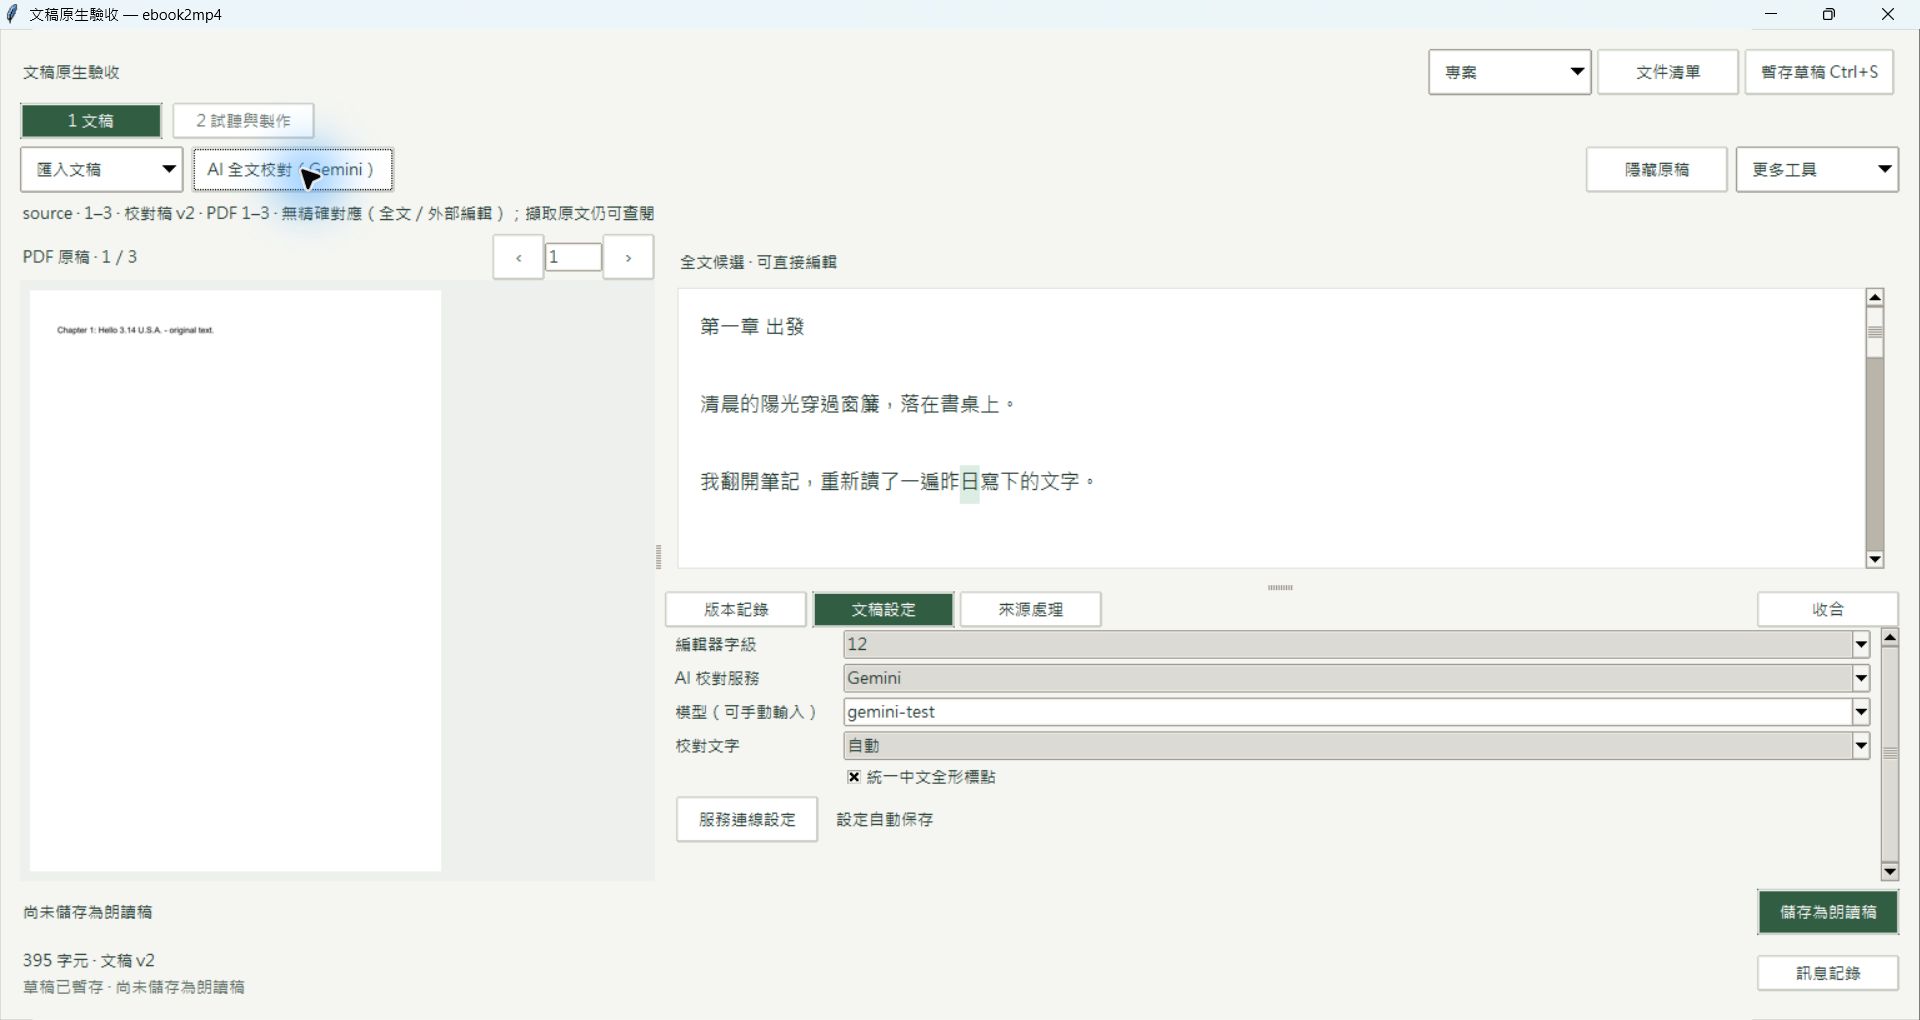 文稿原生驗收 — ebook2mp4
文稿原生驗收
專案
文件清單
暫存草稿 Ctrl+S
1 文稿
2 試聽與製作
匯入文稿
AI 全文校對（Gemini）
隱藏原稿
更多工具
source · 1–3 · 校對稿 v2 · PDF 1–3 · 無精確對應（全文 / 外部編輯）；擷取原文仍可查閱
PDF 原稿 · 1 / 3
‹
1
›
全文候選 · 可直接編輯
Chapter 1: Hello 3.14 U.S.A. - original text.
第一章 出發
清晨的陽光穿過窗簾，落在書桌上。
我翻開筆記，重新讀了一遍昨日寫下的文字。
版本記錄
文稿設定
來源處理
收合
編輯器字級
12
AI 校對服務
Gemini
模型（可手動輸入）
gemini-test
校對文字
自動
統一中文全形標點
服務連線設定
設定自動保存
尚未儲存為朗讀稿
儲存為朗讀稿
395 字元 · 文稿 v2
草稿已暫存 · 尚未儲存為朗讀稿
訊息記錄